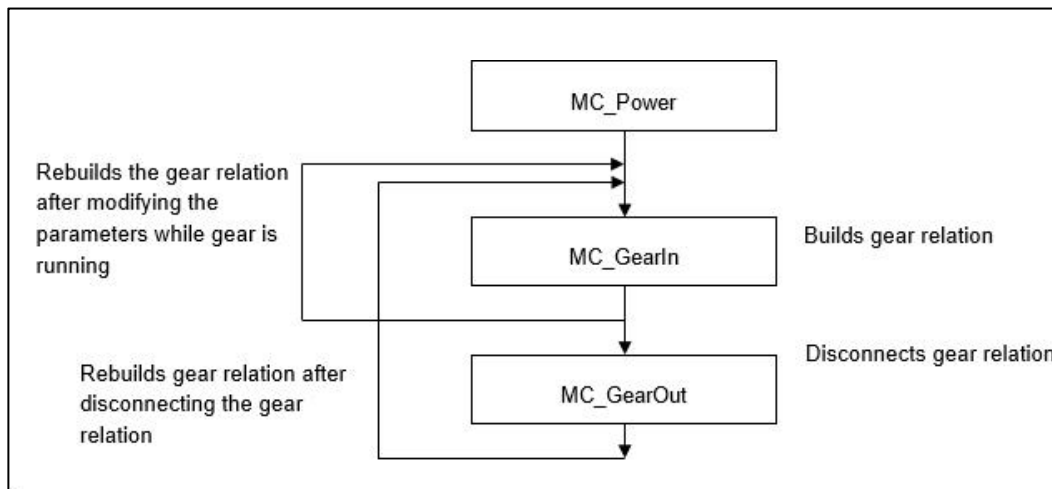 MC_Power
Rebuilds the gear relation
after modifying the
parameters while gear is
running
MC_GearIn
Builds gear relation
Disconnects gear relation
Rebuilds gear relation after
disconnecting the gear
relation
MC_GearOut